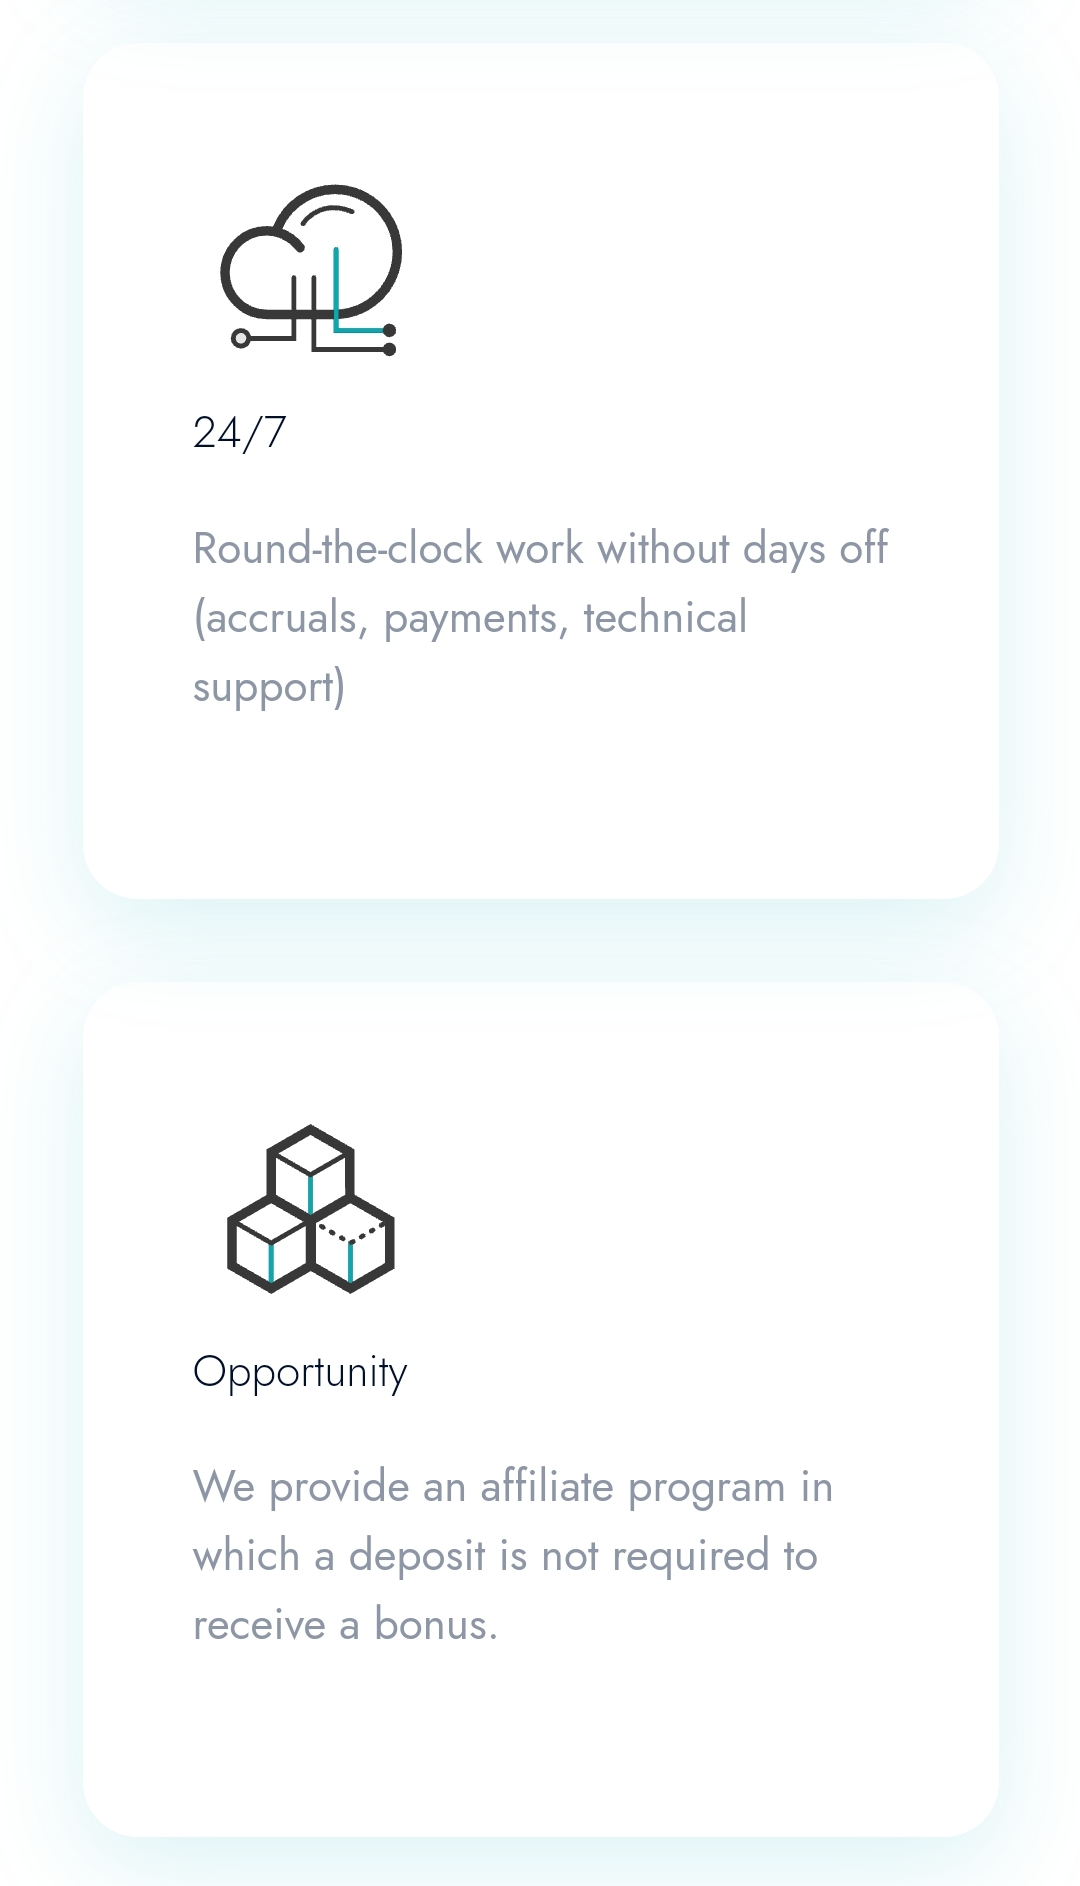 24/7
Round-the-clock work without days off
(accruals, payments, technical
support)
Opportunity
We provide an affiliate program in
which a deposit is not required to
receive a bonus.